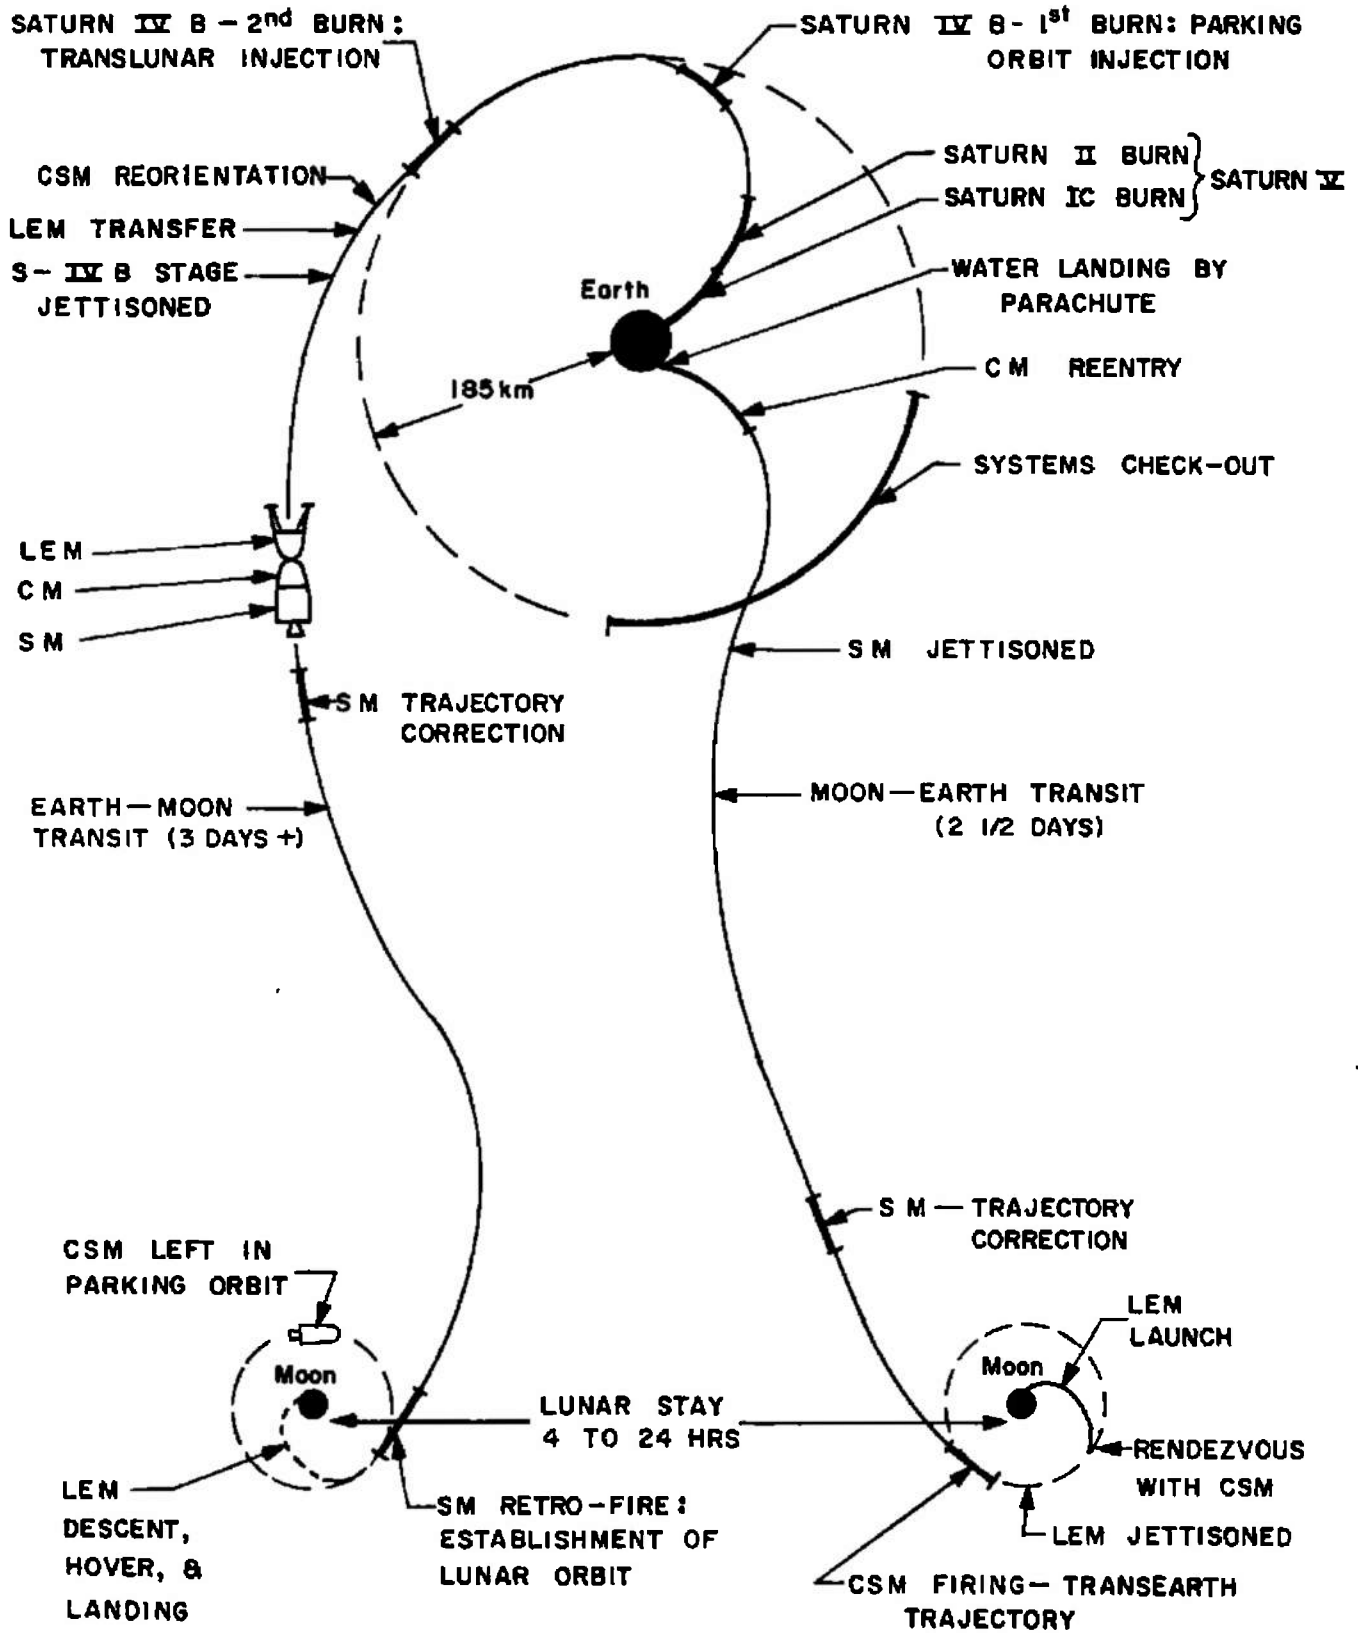 SATURN IV B - 2nd BURN:
TRANSLUNAR INJECTION
SATURN IV B - 1st BURN: PARKING
ORBIT INJECTION
CSM REORIENTATION
LEM TRANSFER
S - IV B STAGE
JETTISONED
SATURN II BURN
SATURN IC BURN
SATURN V
Earth
WATER LANDING BY
PARACHUTE
185 km
CM REENTRY
SYSTEMS CHECK-OUT
LEM
CM
SM
SM JETTISONED
SM TRAJECTORY
CORRECTION
EARTH — MOON
TRANSIT (3 DAYS +)
MOON — EARTH TRANSIT
(2 1/2 DAYS)
SM — TRAJECTORY
CORRECTION
CSM LEFT IN
PARKING ORBIT
Moon
LEM
LAUNCH
Moon
LUNAR STAY
4 TO 24 HRS
RENDEZVOUS
WITH CSM
LEM
DESCENT,
HOVER, &
LANDING
SM RETRO-FIRE:
ESTABLISHMENT OF
LUNAR ORBIT
LEM JETTISONED
CSM FIRING — TRANSEARTH
TRAJECTORY